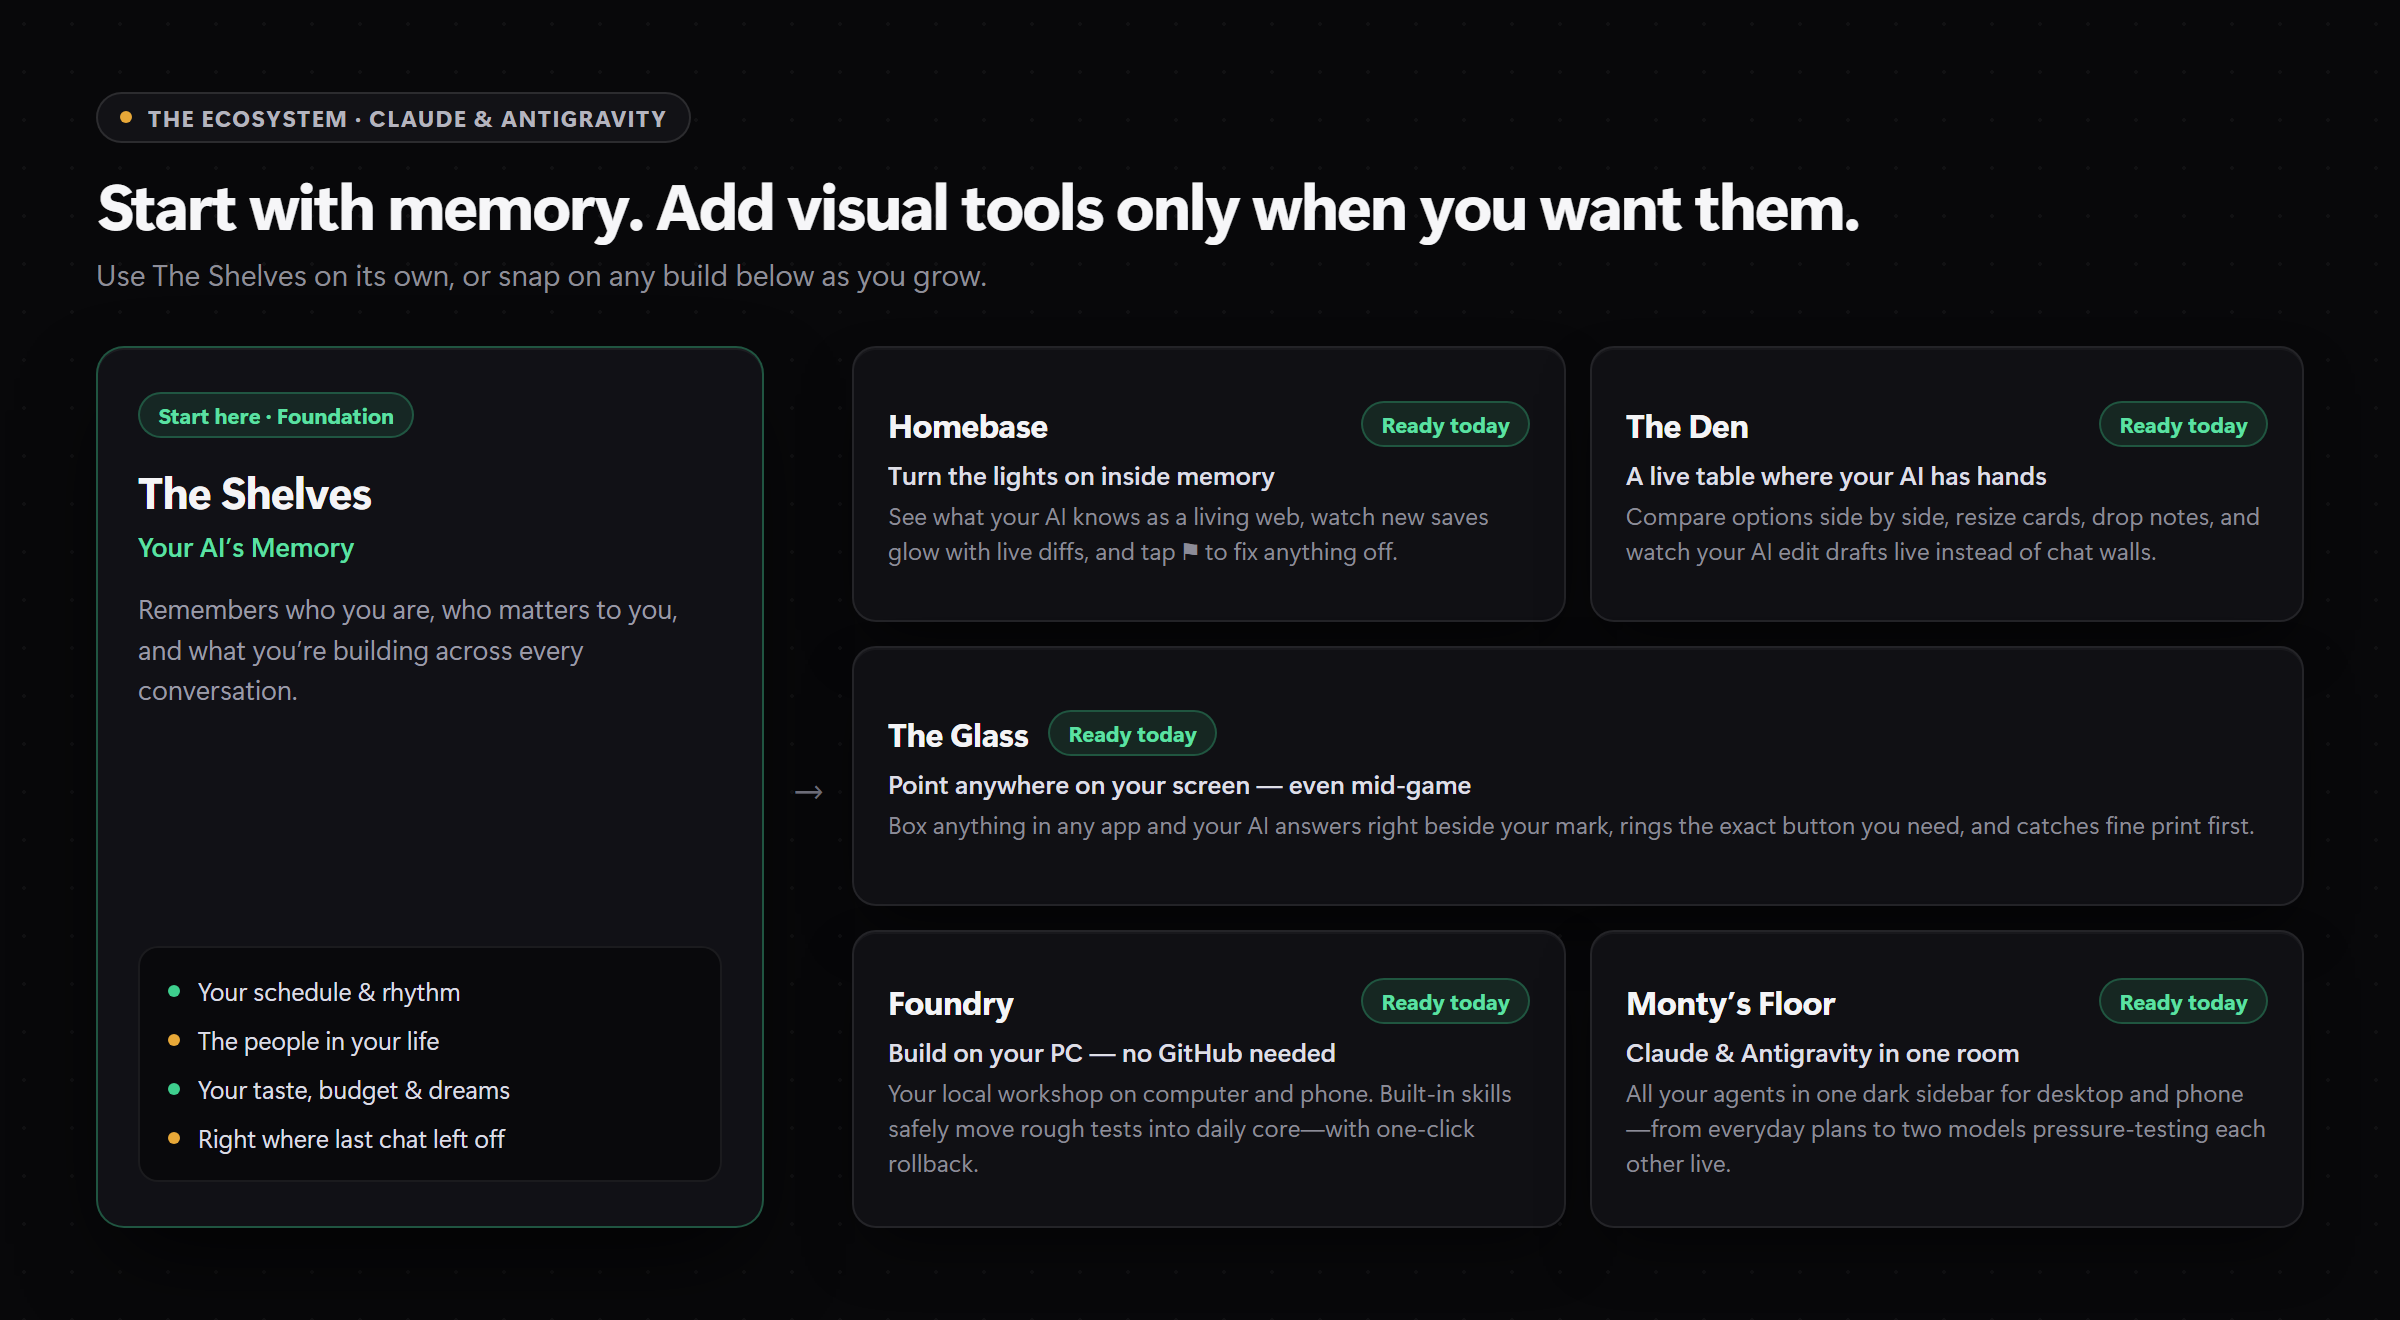 THE ECOSYSTEM · CLAUDE & ANTIGRAVITY
Start with memory. Add visual tools only when you want them.
Use The Shelves on its own, or snap on any build below as you grow.
Start here · Foundation
The Shelves
Your AI’s Memory
Remembers who you are, who matters to you,
and what you’re building across every
conversation.
Your schedule & rhythm
The people in your life
Your taste, budget & dreams
Right where last chat left off
→
Homebase
Ready today
Turn the lights on inside memory
See what your AI knows as a living web, watch new saves
glow with live diffs, and tap ⚑ to fix anything off.
The Den
Ready today
A live table where your AI has hands
Compare options side by side, resize cards, drop notes, and
watch your AI edit drafts live instead of chat walls.
The Glass
Ready today
Point anywhere on your screen — even mid-game
Box anything in any app and your AI answers right beside your mark, rings the exact button you need, and catches fine print first.
Foundry
Ready today
Build on your PC — no GitHub needed
Your local workshop on computer and phone. Built-in skills
safely move rough tests into daily core—with one-click
rollback.
Monty’s Floor
Ready today
Claude & Antigravity in one room
All your agents in one dark sidebar for desktop and phone
—from everyday plans to two models pressure-testing each
other live.